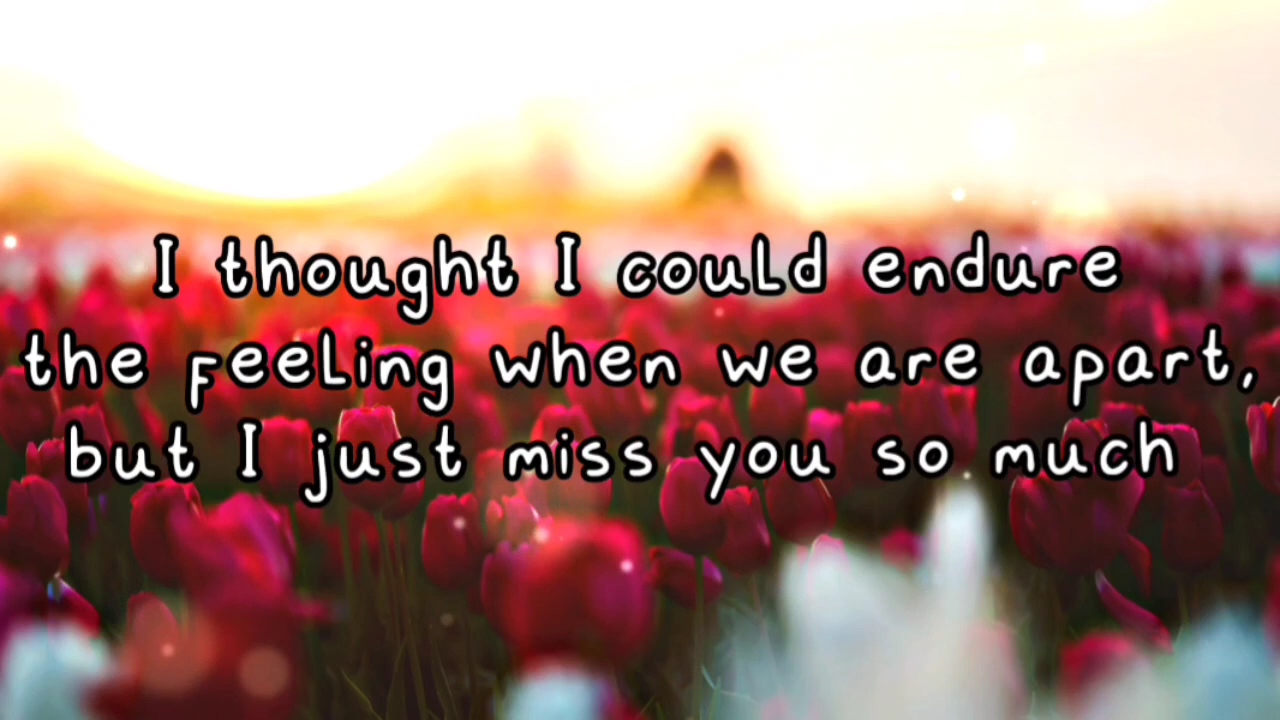 I thought I could endure
the feeling when we are apart,
but I just miss you so much